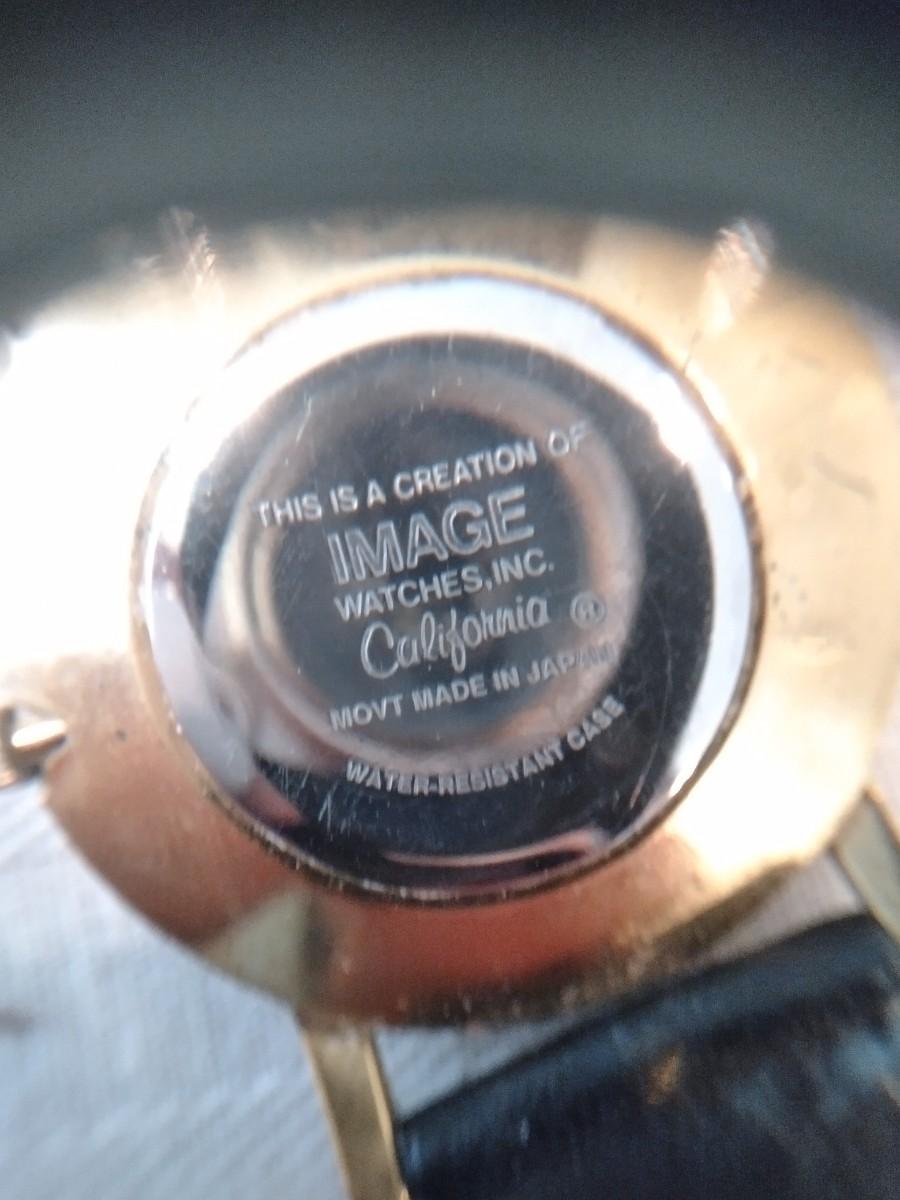 THIS IS A CREATION OF
IMAGE
WATCHES, INC.
California ®
MOVT MADE IN JAPAN
WATER-RESISTANT CASE